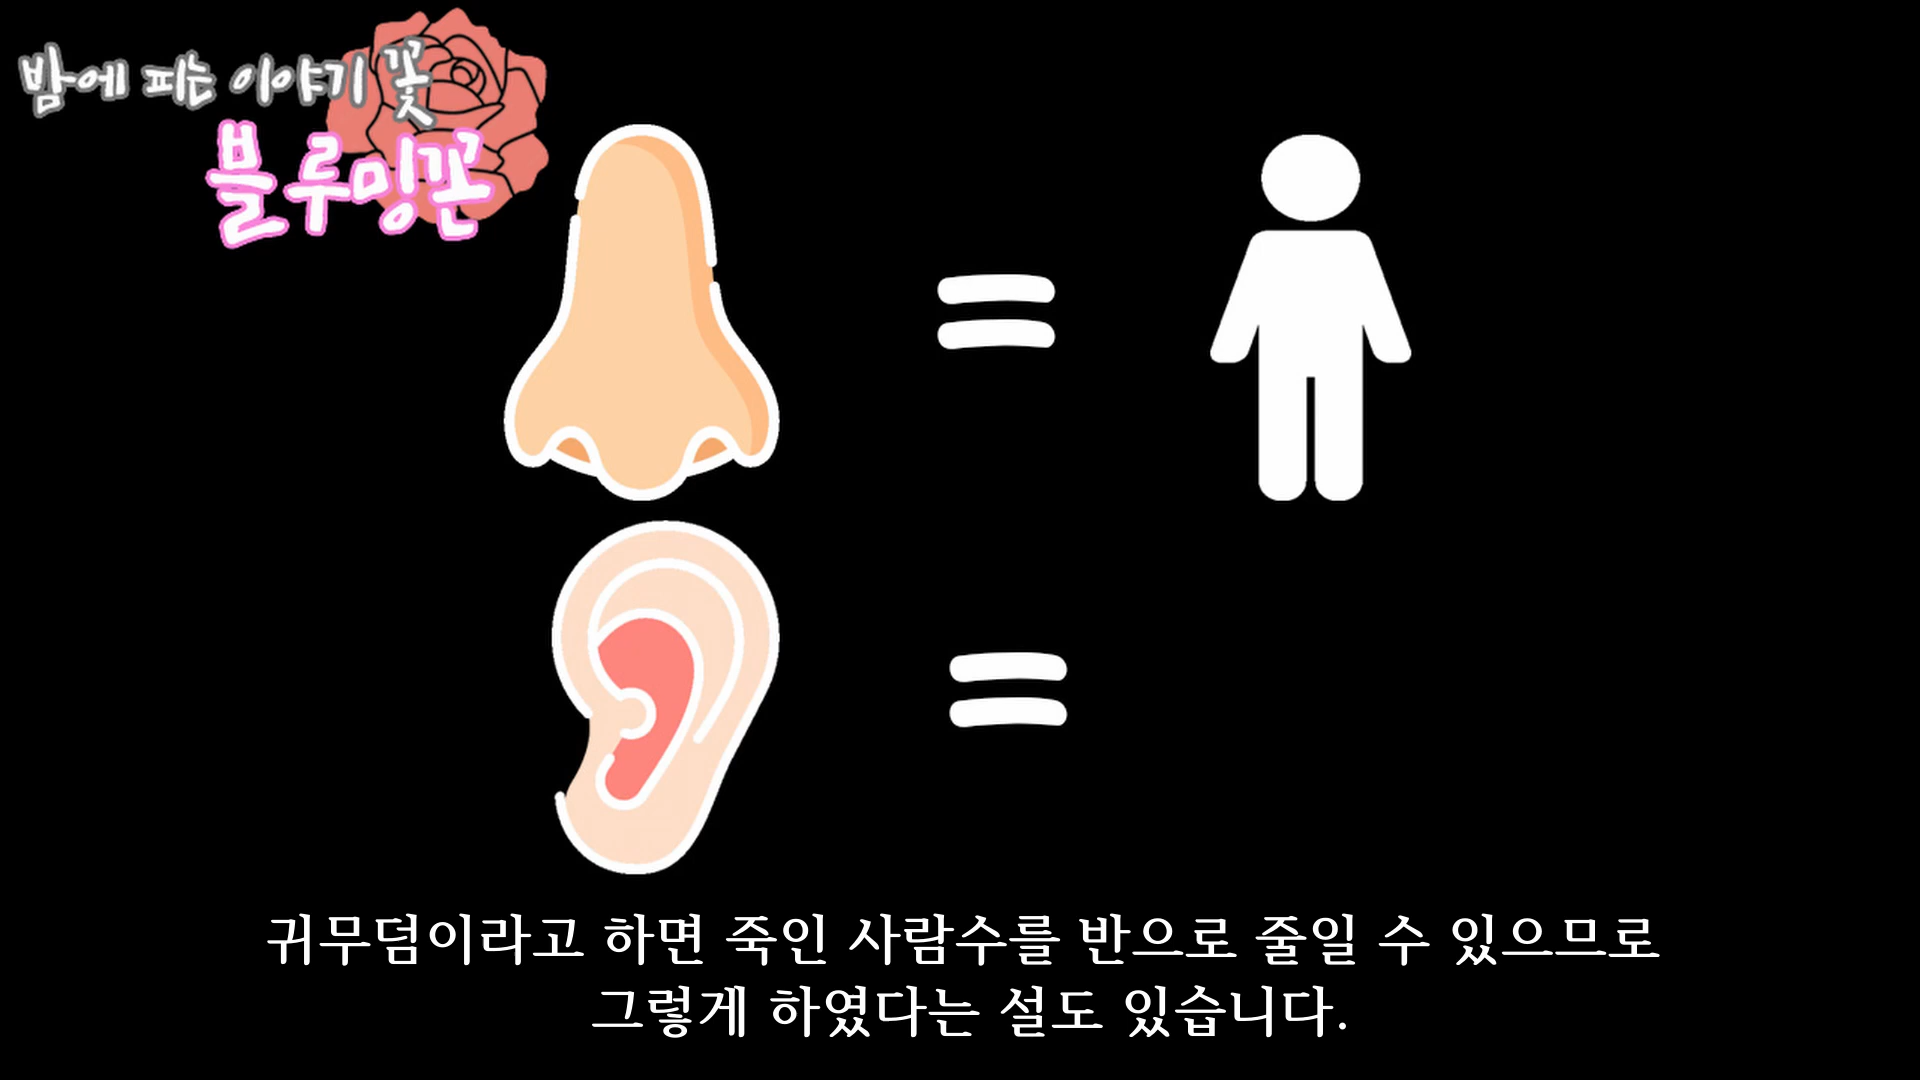 밤에 피는 이야기 꽃
블루밍꼰
귀무덤이라고 하면 죽인 사람수를 반으로 줄일 수 있으므로
그렇게 하였다는 설도 있습니다.